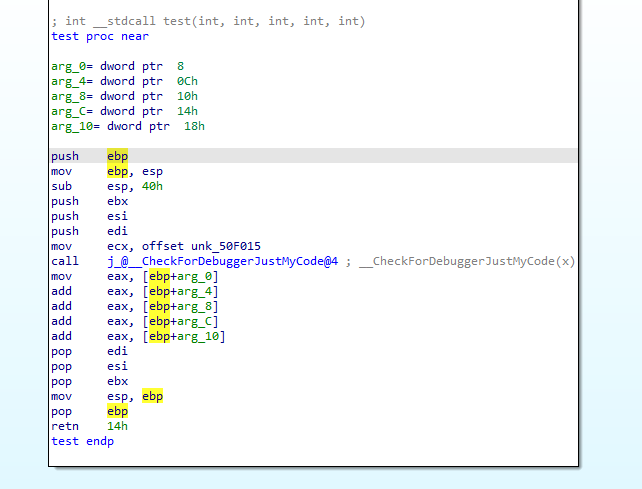 ; int __stdcall test(int, int, int, int, int)
test proc near
arg_0= dword ptr  8
arg_4= dword ptr  0Ch
arg_8= dword ptr  10h
arg_C= dword ptr  14h
arg_10= dword ptr  18h
push    ebp
mov     ebp, esp
sub     esp, 40h
push    ebx
push    esi
push    edi
mov     ecx, offset unk_50F015
call    j_@__CheckForDebuggerJustMyCode@4 ; __CheckForDebuggerJustMyCode(x)
mov     eax, [ebp+arg_0]
add     eax, [ebp+arg_4]
add     eax, [ebp+arg_8]
add     eax, [ebp+arg_C]
add     eax, [ebp+arg_10]
pop     edi
pop     esi
pop     ebx
mov     esp, ebp
pop     ebp
retn    14h
test endp